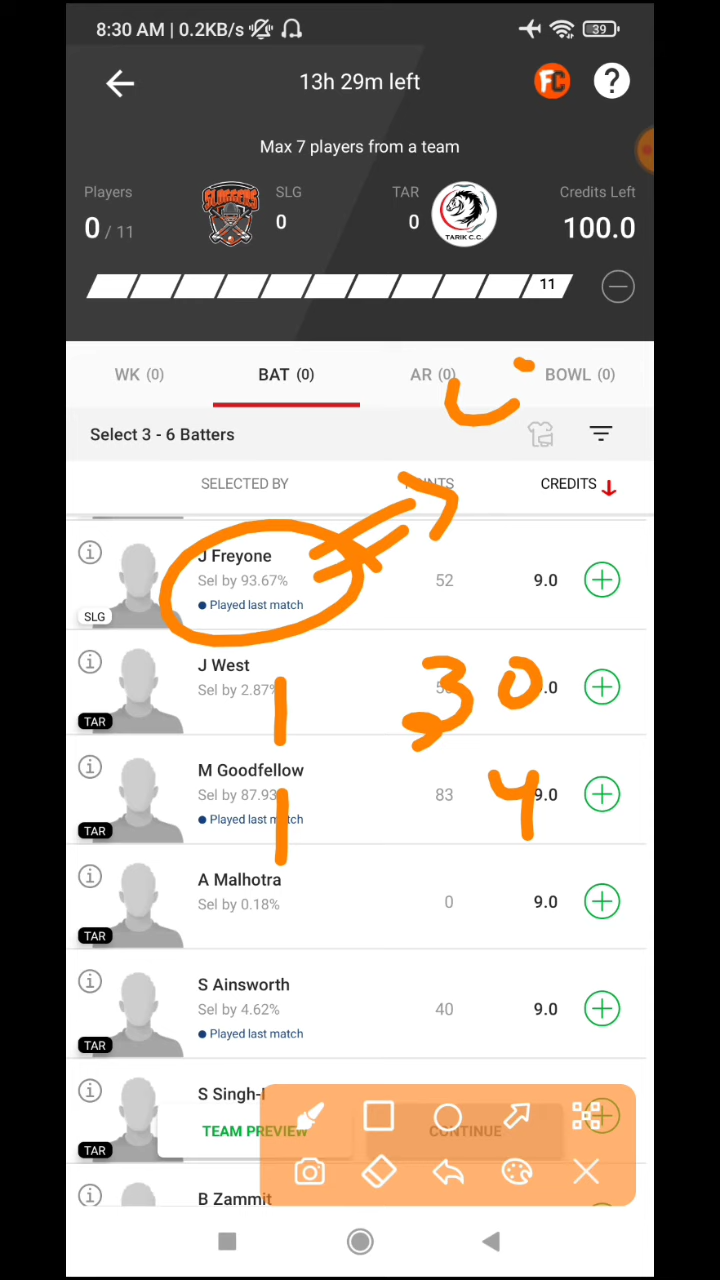 8:30 AM | 0.2KB/s 39
13h 29m left FC ?
Max 7 players from a team
Players SLG TAR Credits Left
0 / 11 SLOGGERS 0 0 TARIK C.C. 100.0
11
WK (0) BAT (0) AR (0) BOWL (0)
Select 3 - 6 Batters
SELECTED BY POINTS CREDITS
J Freyone
Sel by 93.67% 52 9.0
Played last match
SLG
J West
Sel by 2.87% .0
TAR
1 30
M Goodfellow
Sel by 87.93 83 9.0
Played last match
TAR
1 4
A Malhotra
Sel by 0.18% 0 9.0
TAR
S Ainsworth
Sel by 4.62% 40 9.0
Played last match
TAR
S Singh-I
TEAM PREVIEW CONTINUE
TAR
B Zammit